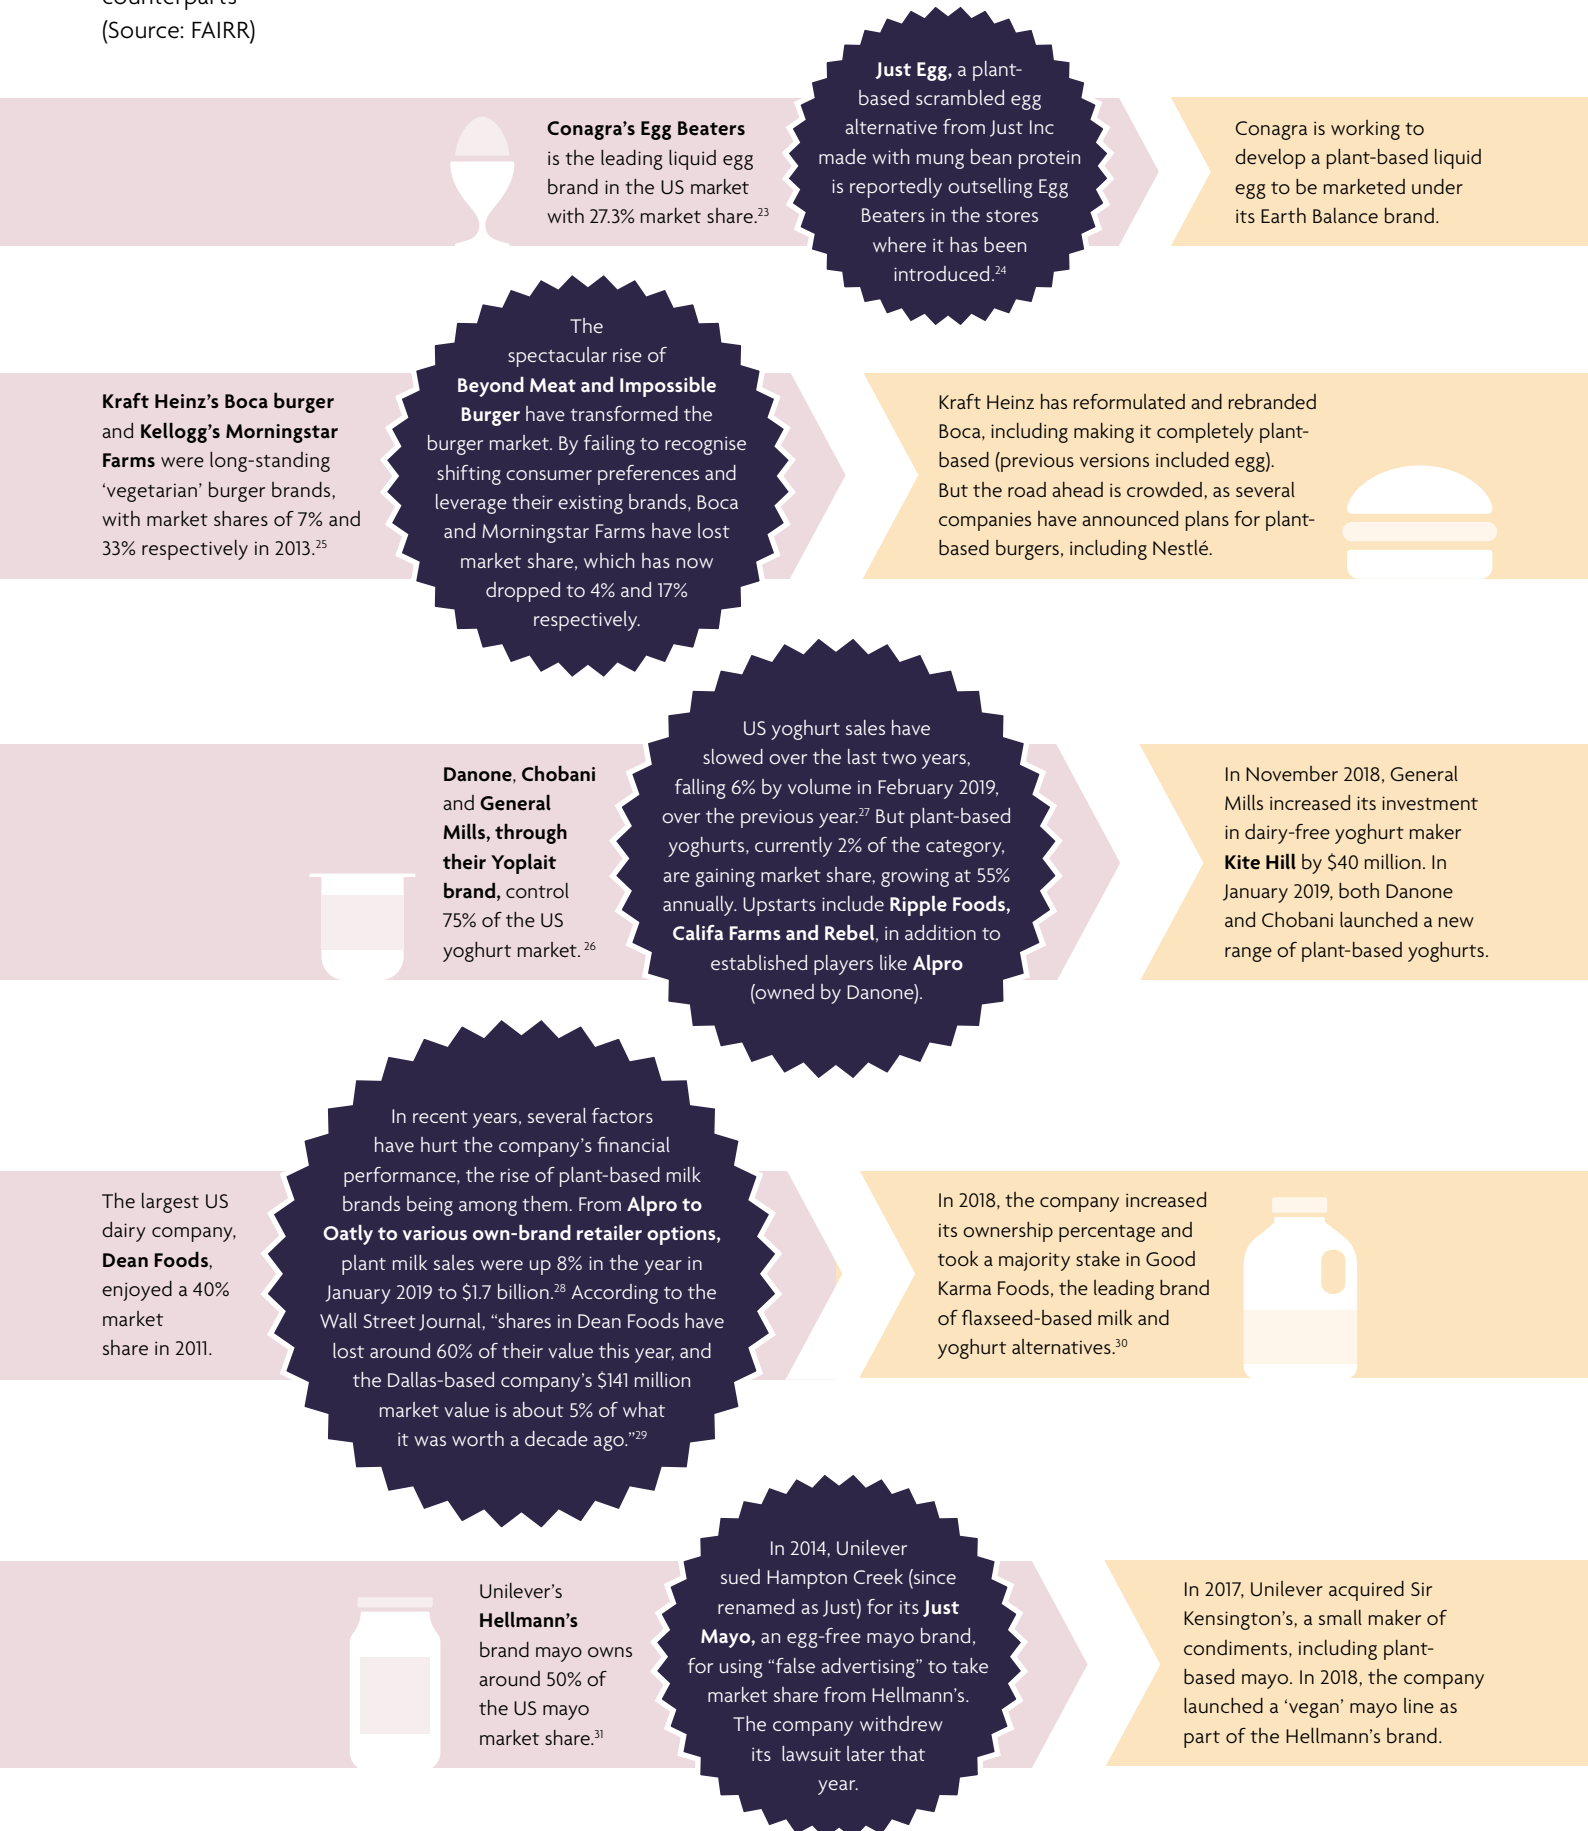 counterparts
(Source: FAIRR)
Conagra's Egg Beaters
is the leading liquid egg
brand in the US market
with 27.3% market share.23
Just Egg, a plant-
based scrambled egg
alternative from Just Inc
made with mung bean protein
is reportedly outselling Egg
Beaters in the stores
where it has been
introduced.24
Conagra is working to
develop a plant-based liquid
egg to be marketed under
its Earth Balance brand.
Kraft Heinz's Boca burger
and Kellogg's Morningstar
Farms were long-standing
‘vegetarian’ burger brands,
with market shares of 7% and
33% respectively in 2013.25
The
spectacular rise of
Beyond Meat and Impossible
Burger have transformed the
burger market. By failing to recognise
shifting consumer preferences and
leverage their existing brands, Boca
and Morningstar Farms have lost
market share, which has now
dropped to 4% and 17%
respectively.
Kraft Heinz has reformulated and rebranded
Boca, including making it completely plant-
based (previous versions included egg).
But the road ahead is crowded, as several
companies have announced plans for plant-
based burgers, including Nestlé.
Danone, Chobani
and General
Mills, through
their Yoplait
brand, control
75% of the US
yoghurt market. 26
US yoghurt sales have
slowed over the last two years,
falling 6% by volume in February 2019,
over the previous year.27 But plant-based
yoghurts, currently 2% of the category,
are gaining market share, growing at 55%
annually. Upstarts include Ripple Foods,
Califa Farms and Rebel, in addition to
established players like Alpro
(owned by Danone).
In November 2018, General
Mills increased its investment
in dairy-free yoghurt maker
Kite Hill by $40 million. In
January 2019, both Danone
and Chobani launched a new
range of plant-based yoghurts.
The largest US
dairy company,
Dean Foods,
enjoyed a 40%
market
share in 2011.
In recent years, several factors
have hurt the company's financial
performance, the rise of plant-based milk
brands being among them. From Alpro to
Oatly to various own-brand retailer options,
plant milk sales were up 8% in the year in
January 2019 to $1.7 billion.28 According to the
Wall Street Journal, “shares in Dean Foods have
lost around 60% of their value this year, and
the Dallas-based company's $141 million
market value is about 5% of what
it was worth a decade ago.”29
In 2018, the company increased
its ownership percentage and
took a majority stake in Good
Karma Foods, the leading brand
of flaxseed-based milk and
yoghurt alternatives.30
Unilever's
Hellmann's
brand mayo owns
around 50% of
the US mayo
market share.31
In 2014, Unilever
sued Hampton Creek (since
renamed as Just) for its Just
Mayo, an egg-free mayo brand,
for using “false advertising” to take
market share from Hellmann's.
The company withdrew
its lawsuit later that
year.
In 2017, Unilever acquired Sir
Kensington's, a small maker of
condiments, including plant-
based mayo. In 2018, the company
launched a ‘vegan’ mayo line as
part of the Hellmann's brand.